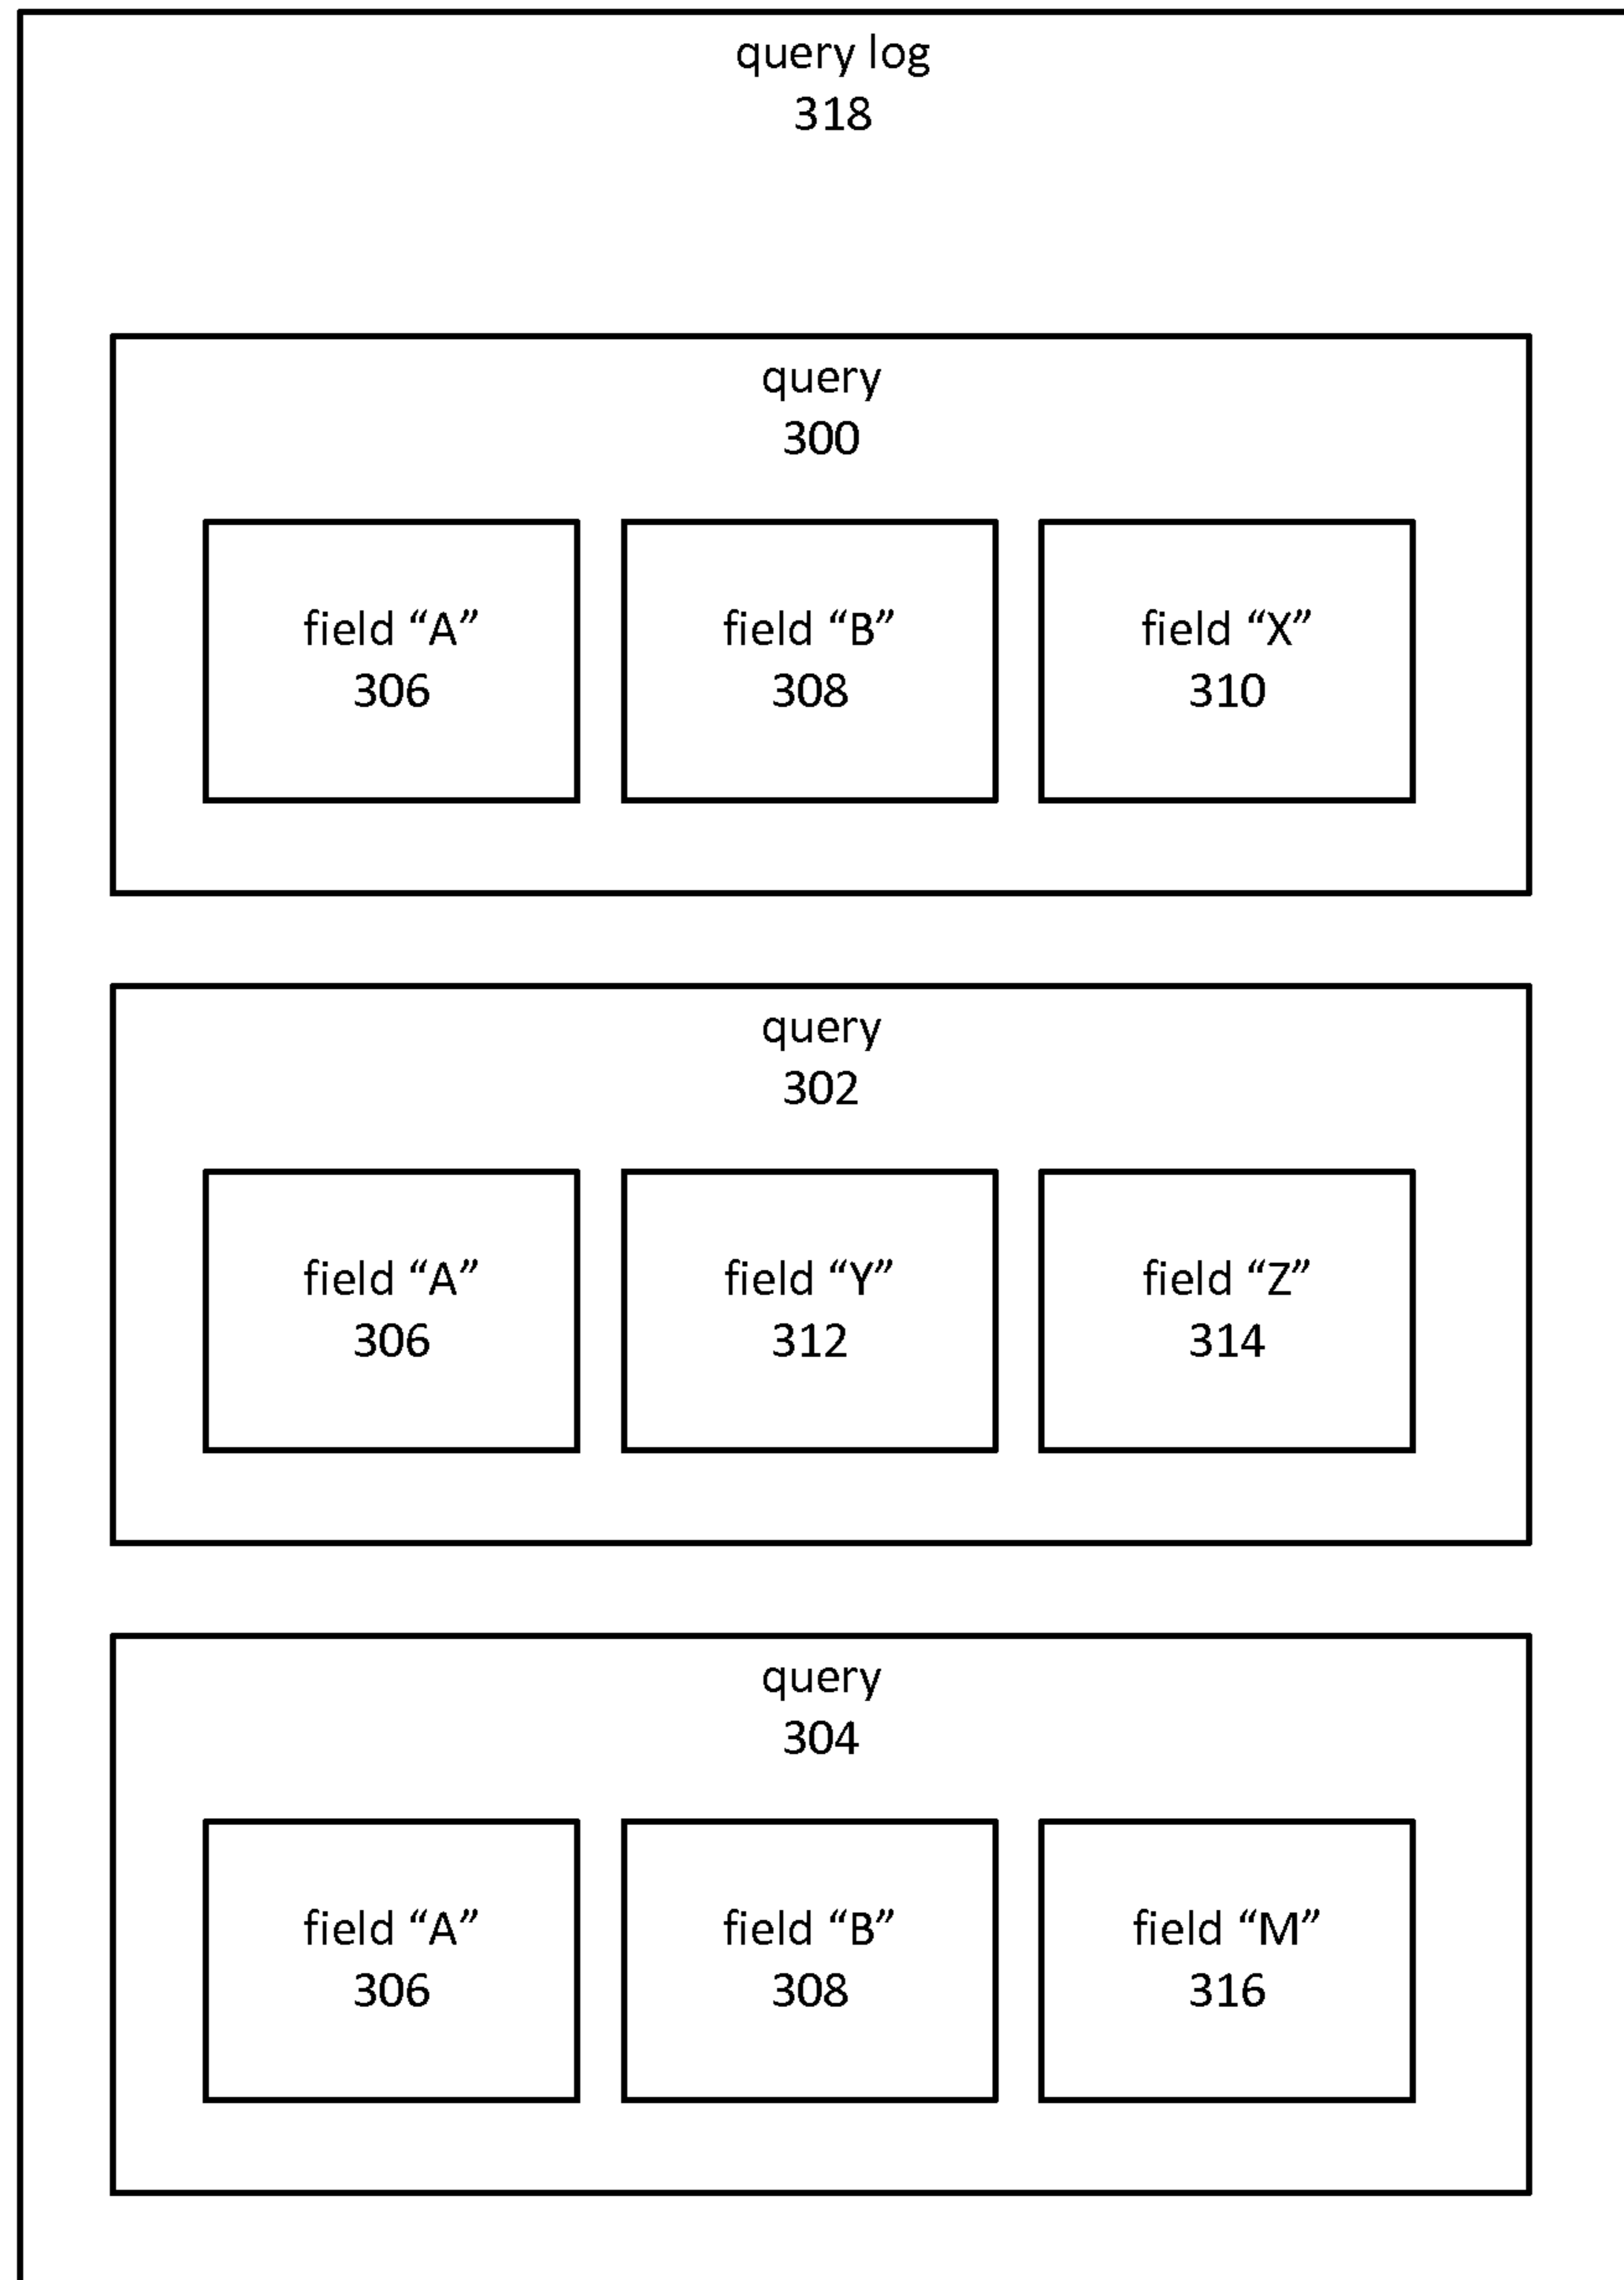 query log
318
query
300
field “A”
306
field “B”
308
field “X”
310
query
302
field “A”
306
field “Y”
312
field “Z”
314
query
304
field “A”
306
field “B”
308
field “M”
316